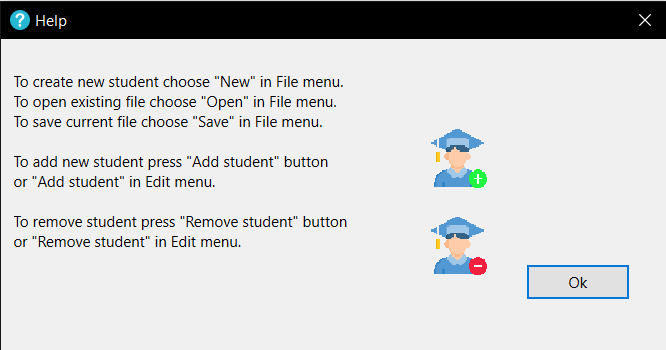 Help
To create new student choose "New" in File menu.
To open existing file choose "Open" in File menu.
To save current file choose "Save" in File menu.
To add new student press "Add student" button
or "Add student" in Edit menu.
To remove student press "Remove student" button
or "Remove student" in Edit menu.
Ok